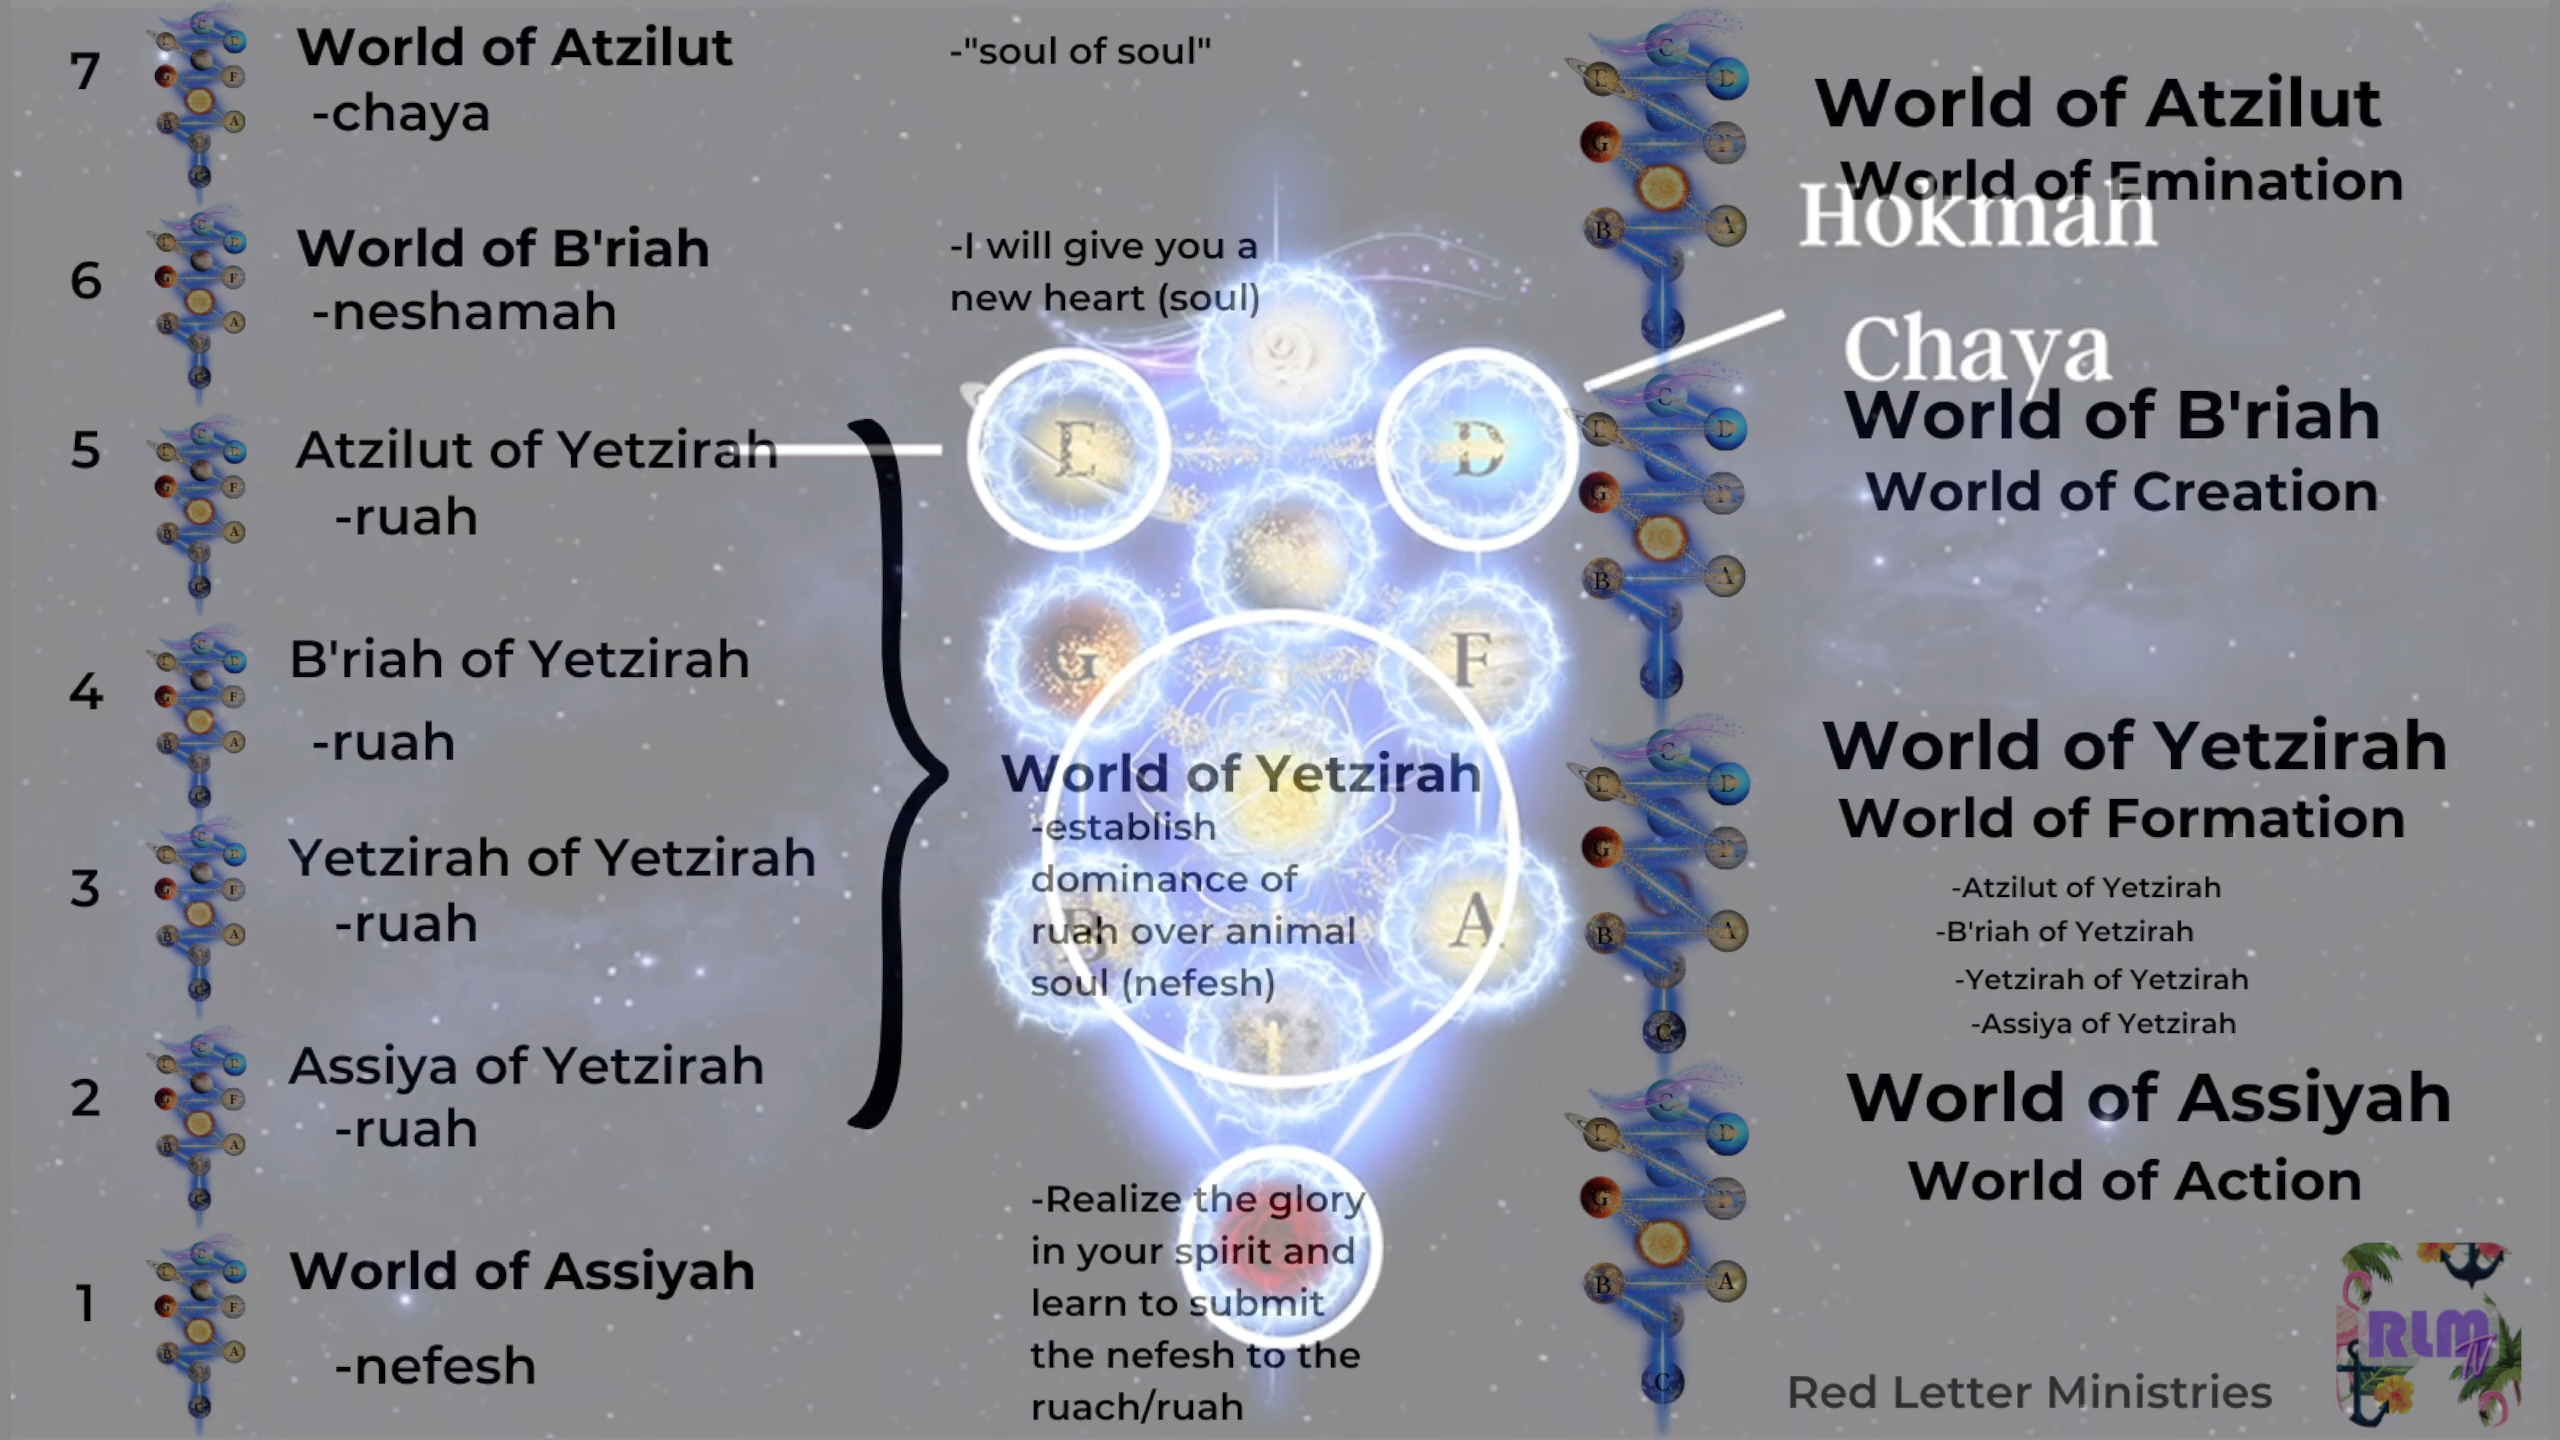 7
World of Atzilut
-chaya
-"soul of soul"
6
World of B'riah
-neshamah
-I will give you a
new heart (soul)
5
Atzilut of Yetzirah
-ruah
4
B'riah of Yetzirah
-ruah
3
Yetzirah of Yetzirah
-ruah
2
Assiya of Yetzirah
-ruah
1
World of Assiyah
-nefesh
E
D
G
F
B
A
World of Yetzirah
-establish
dominance of
ruah over animal
soul (nefesh)
-Realize the glory
in your spirit and
learn to submit
the nefesh to the
ruach/ruah
World of Atzilut
World of Emination
Hokmah
Chaya
World of B'riah
World of Creation
World of Yetzirah
World of Formation
-Atzilut of Yetzirah
-B'riah of Yetzirah
-Yetzirah of Yetzirah
-Assiya of Yetzirah
World of Assiyah
World of Action
Red Letter Ministries
RLM
TV